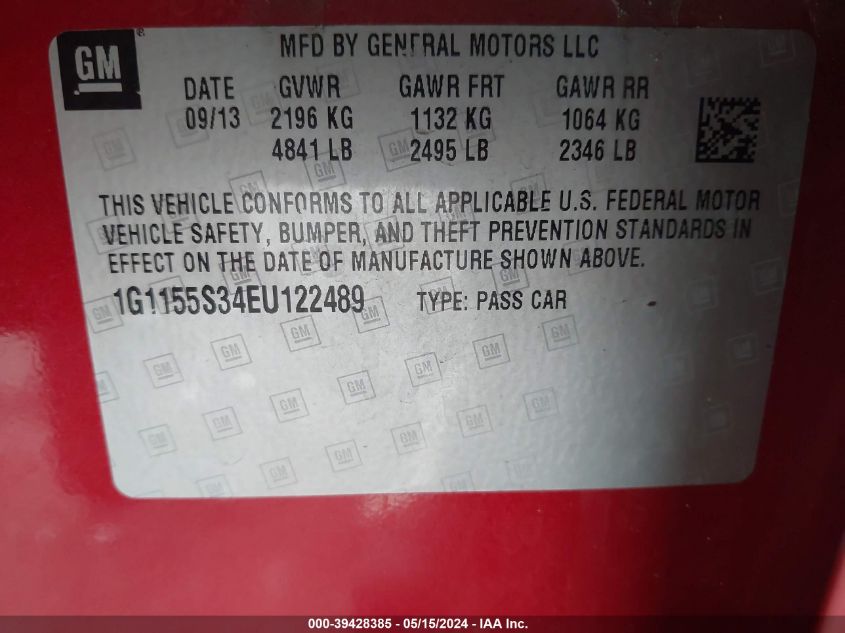 GM ®
MFD BY GENERAL MOTORS LLC
DATE GVWR GAWR FRT GAWR RR
09/13 2196 KG 1132 KG 1064 KG
4841 LB 2495 LB 2346 LB
THIS VEHICLE CONFORMS TO ALL APPLICABLE U.S. FEDERAL MOTOR
VEHICLE SAFETY, BUMPER, AND THEFT PREVENTION STANDARDS IN
EFFECT ON THE DATE OF MANUFACTURE SHOWN ABOVE.
1G1155S34EU122489 TYPE: PASS CAR
000-39428385 - 05/15/2024 - IAA Inc.